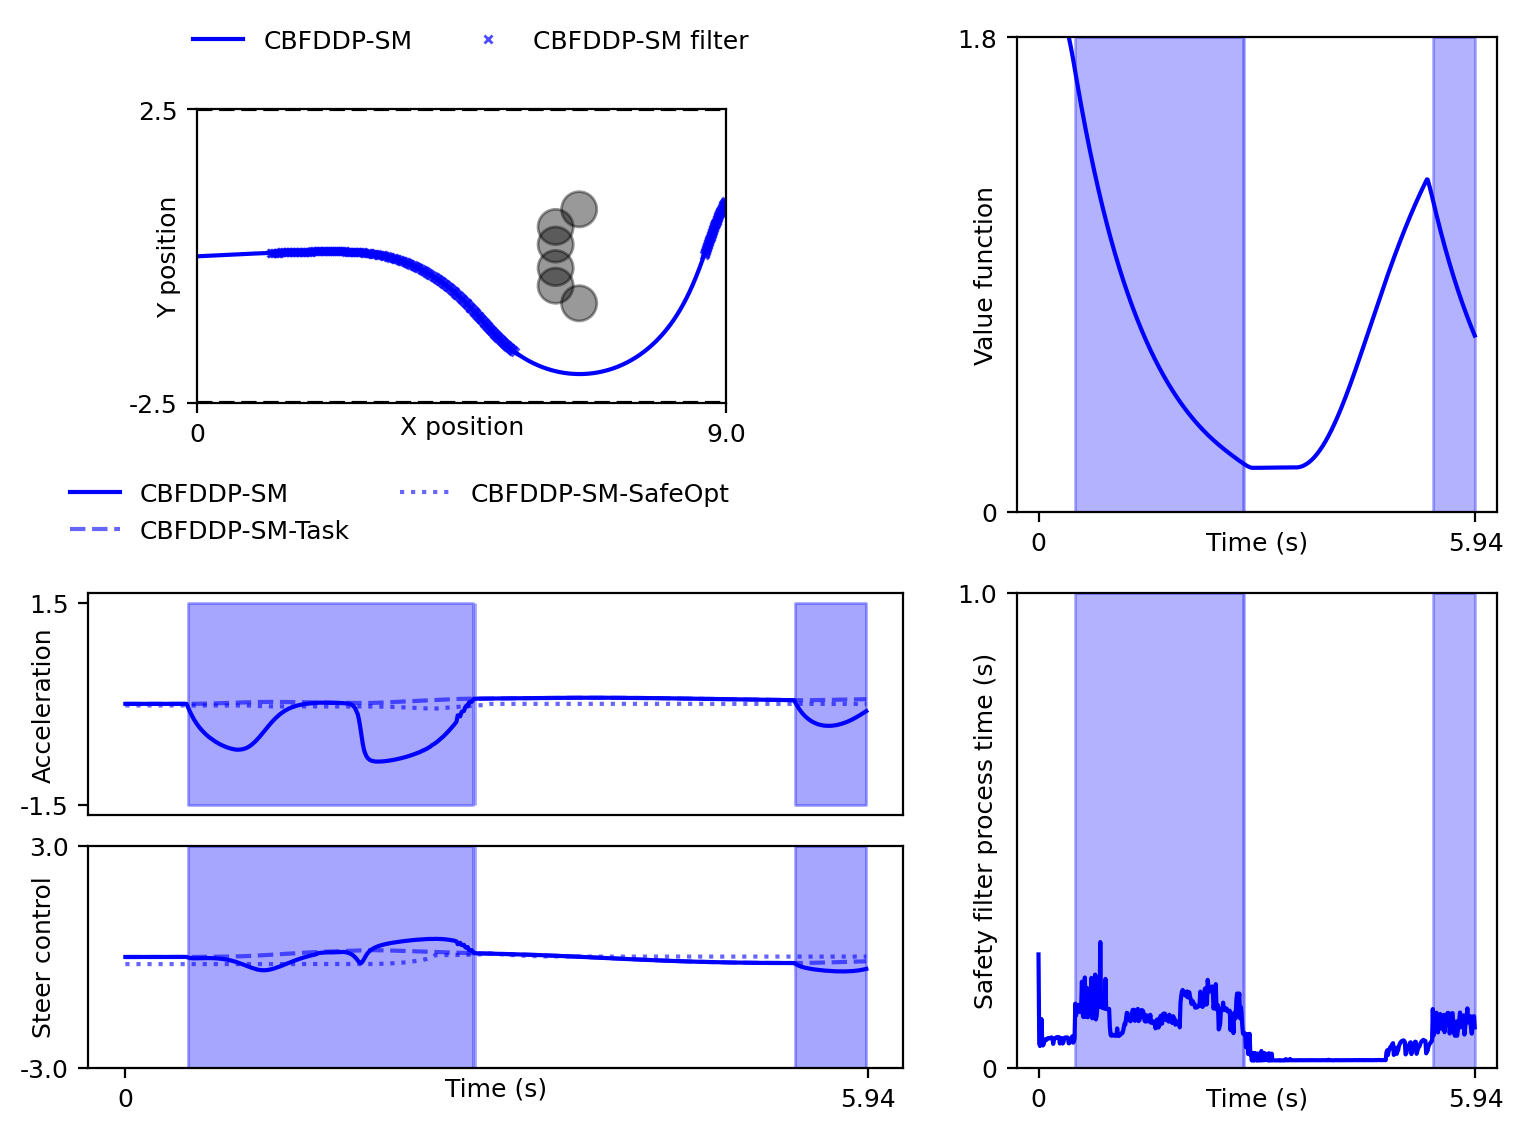 CBFDDP-SM
CBFDDP-SM filter
2.5
Y position
-2.5
0
X position
9.0
CBFDDP-SM
CBFDDP-SM-SafeOpt
CBFDDP-SM-Task
1.5
Acceleration
-1.5
3.0
Steer control
-3.0
0
Time (s)
5.94
1.8
Value function
0
0
Time (s)
5.94
1.0
Safety filter process time (s)
0
0
Time (s)
5.94